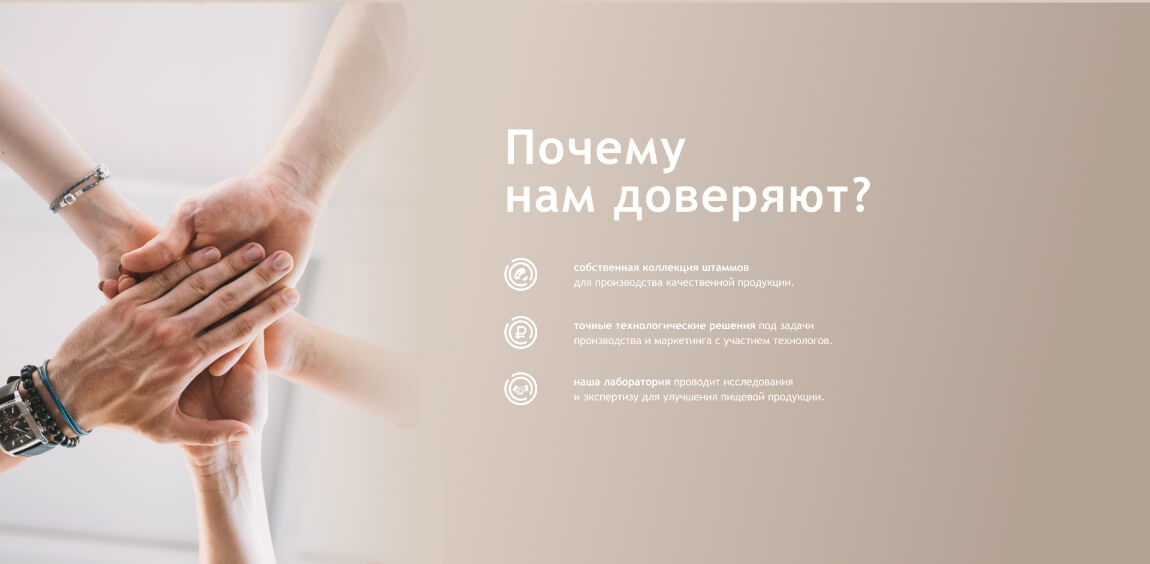 Почему
нам доверяют?
собственная коллекция штаммов
для производства качественной продукции.
точные технологические решения под задачи
производства и маркетинга с участием технологов.
наша лаборатория проводит исследования
и экспертизу для улучшения пищевой продукции.